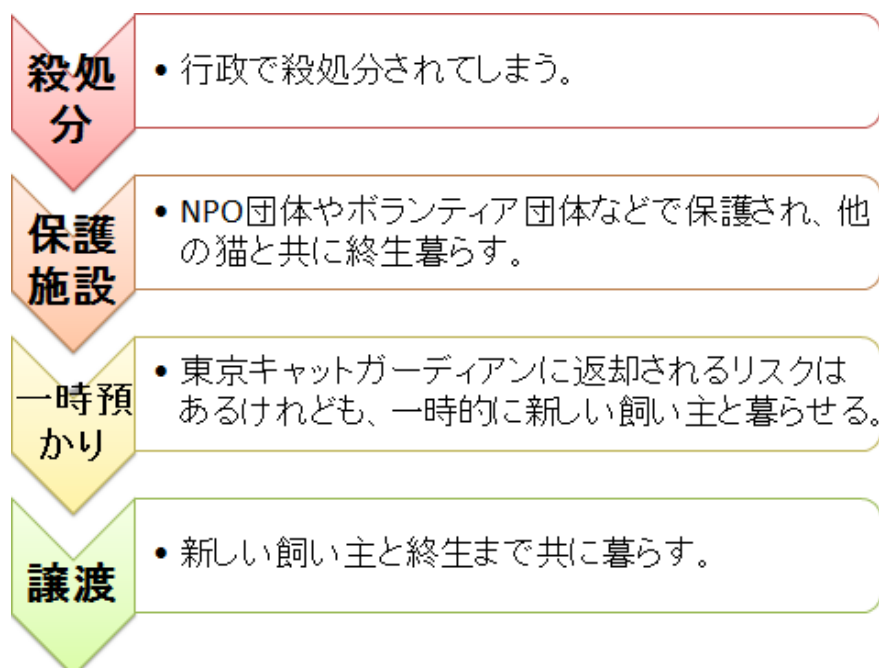 殺処
分
• 行政で殺処分されてしまう。
保護
施設
• NPO団体やボランティア団体などで保護され、他
の猫と共に終生暮らす。
一時預
かり
• 東京キャットガーディアンに返却されるリスクは
あるけれども、一時的に新しい飼い主と暮らせる。
譲渡
• 新しい飼い主と終生まで共に暮らす。